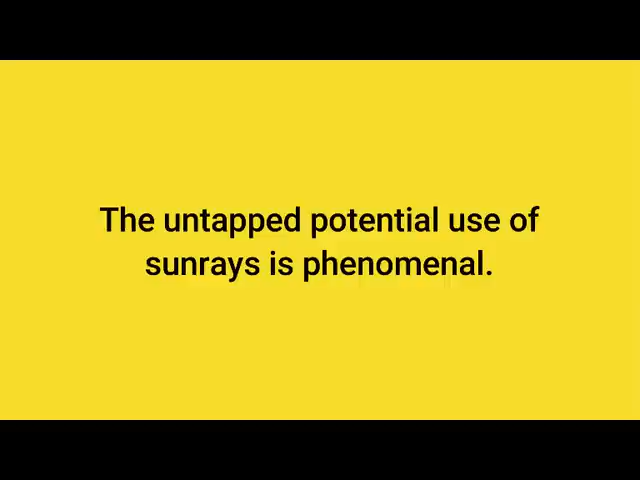 The untapped potential use of
sunrays is phenomenal.